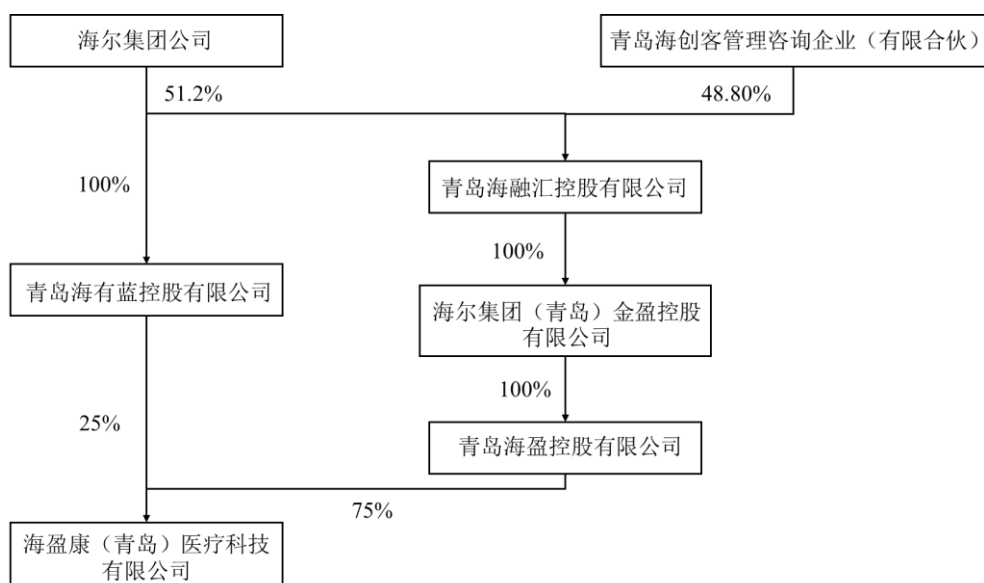 海尔集团公司
青岛海创客管理咨询企业（有限合伙）
51.2%
48.80%
100%
青岛海融汇控股有限公司
100%
青岛海有蓝控股有限公司
海尔集团（青岛）金盈控股
有限公司
100%
25%
青岛海盈控股有限公司
75%
海盈康（青岛）医疗科技
有限公司